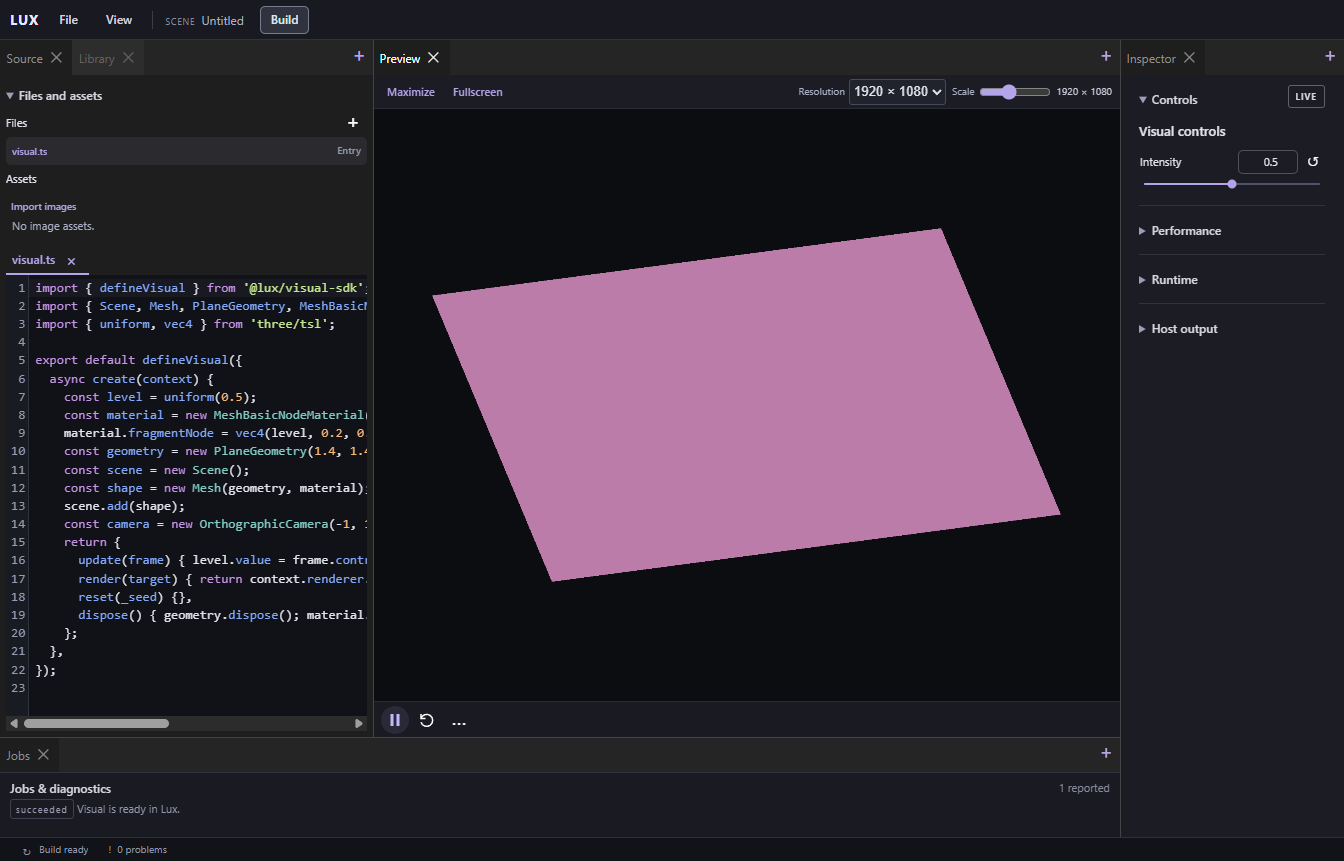 LUX File View SCENE Untitled Build
Source Library +
Files and assets
Files +
visual.ts Entry
Assets
Import images
No image assets.
visual.ts
1 import { defineVisual } from '@lux/visual-sdk';
2 import { Scene, Mesh, PlaneGeometry, MeshBasicN
3 import { uniform, vec4 } from 'three/tsl';
4
5 export default defineVisual({
6 async create(context) {
7 const level = uniform(0.5);
8 const material = new MeshBasicNodeMaterial(
9 material.fragmentNode = vec4(level, 0.2, 0.
10 const geometry = new PlaneGeometry(1.4, 1.4
11 const scene = new Scene();
12 const shape = new Mesh(geometry, material);
13 scene.add(shape);
14 const camera = new OrthographicCamera(-1, 1
15 return {
16 update(frame) { level.value = frame.contr
17 render(target) { return context.renderer.
18 reset(_seed) {},
19 dispose() { geometry.dispose(); material.
20 };
21 },
22 });
23
Preview +
Maximize Fullscreen Resolution 1920 × 1080 Scale 1920 × 1080
...
Inspector +
Controls LIVE
Visual controls
Intensity 0.5
Performance
Runtime
Host output
Jobs +
Jobs & diagnostics 1 reported
succeeded Visual is ready in Lux.
Build ready ! 0 problems